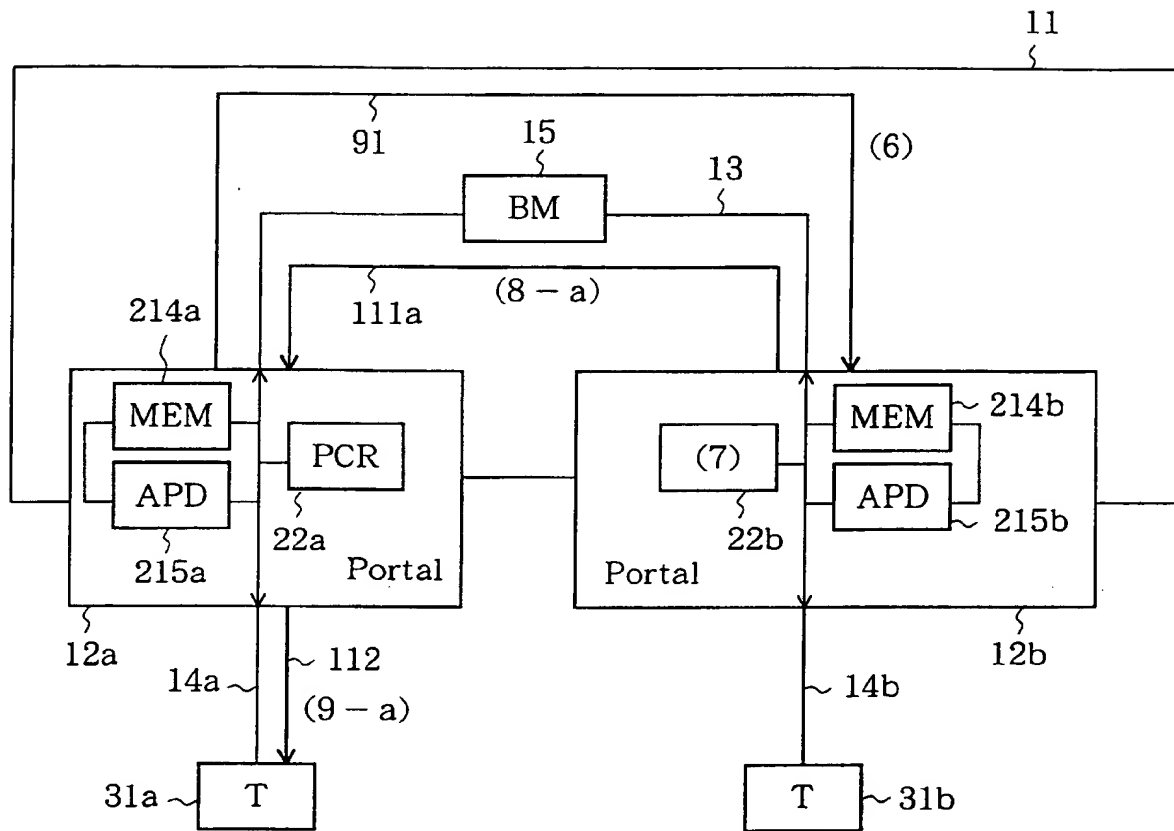 11
91
15
(6)
BM
13
(8 – a)
111a
214a
MEM
PCR
APD
22a
215a
Portal
MEM
214b
(7)
APD
22b
215b
Portal
12a
112
12b
14a
(9 – a)
14b
31a
T
T
31b